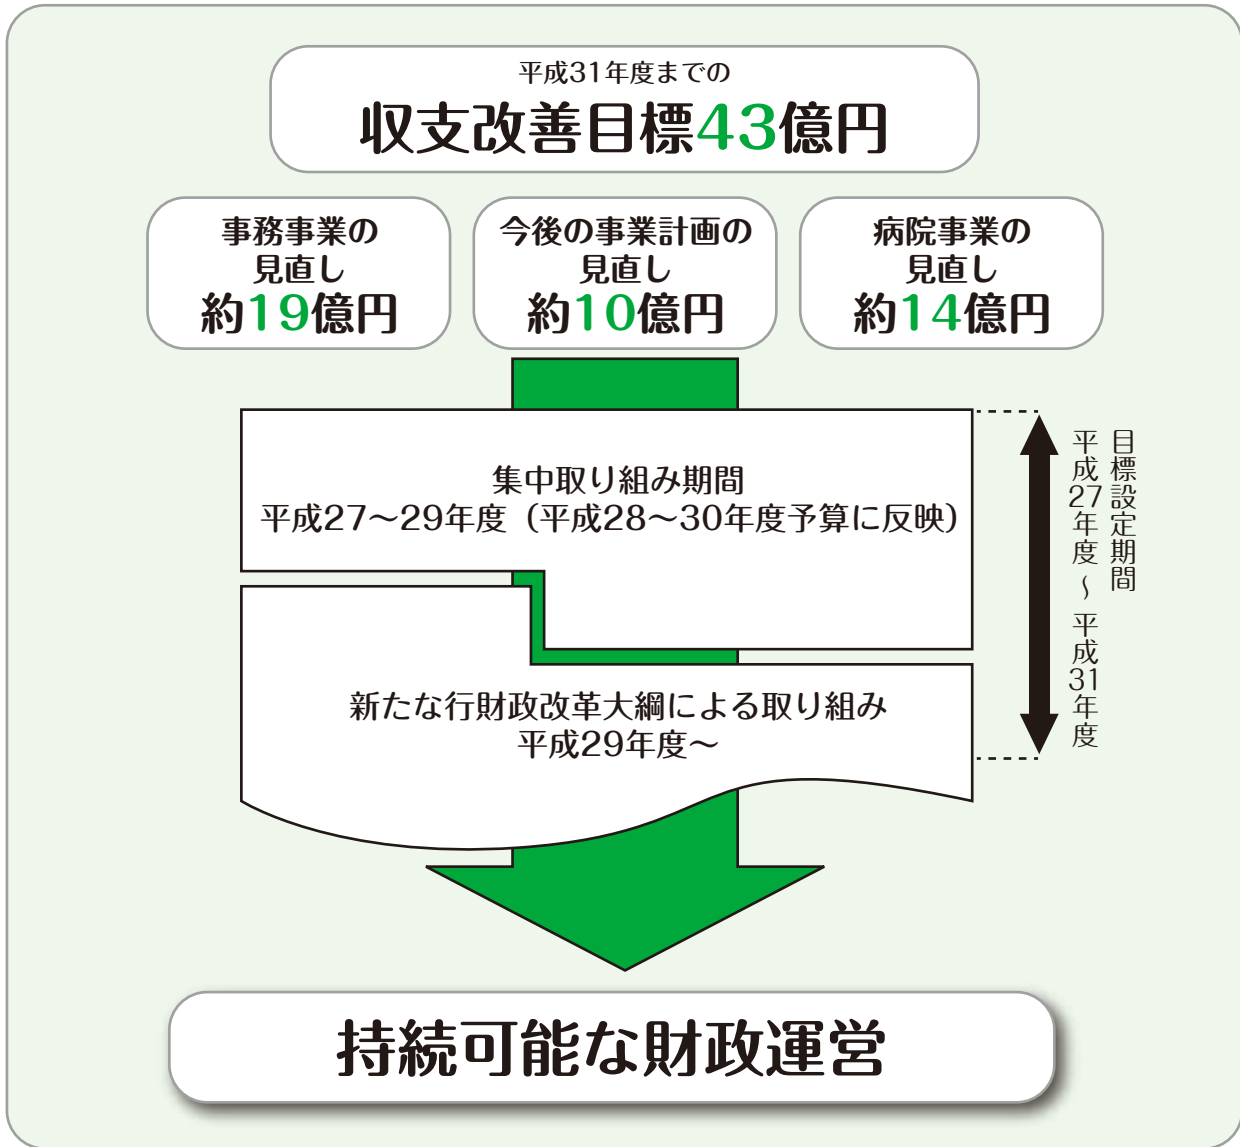 平成31年度までの
収支改善目標43億円
事務事業の
見直し
約19億円
今後の事業計画の
見直し
約10億円
病院事業の
見直し
約14億円
集中取り組み期間
平成27～29年度（平成28～30年度予算に反映）
目標設定期間
平成27年度～平成31年度
新たな行財政改革大綱による取り組み
平成29年度～
持続可能な財政運営